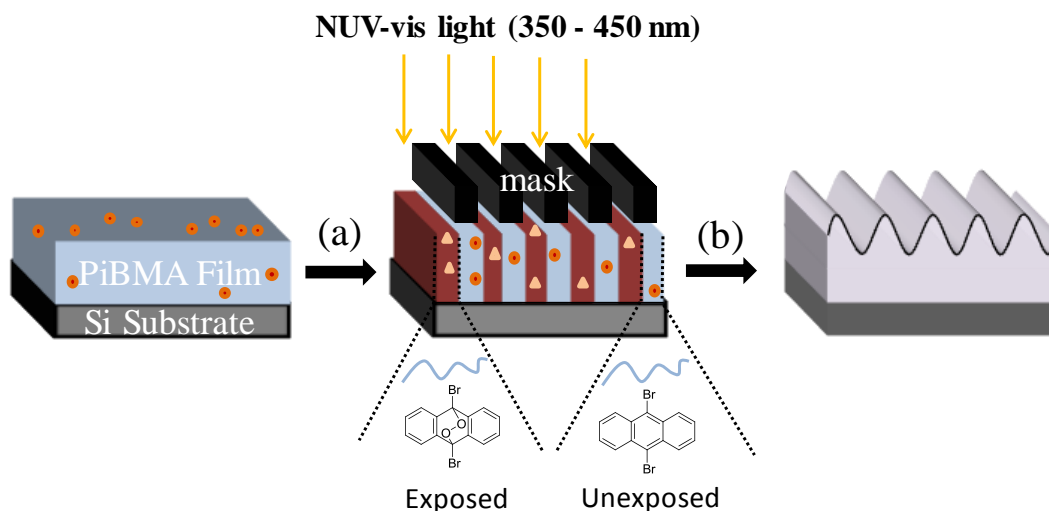 NUV-vis light (350 - 450 nm)
mask
(a)
(b)
PiBMA Film
Si Substrate
Br
O
O
Br
Br
Br
Exposed
Unexposed